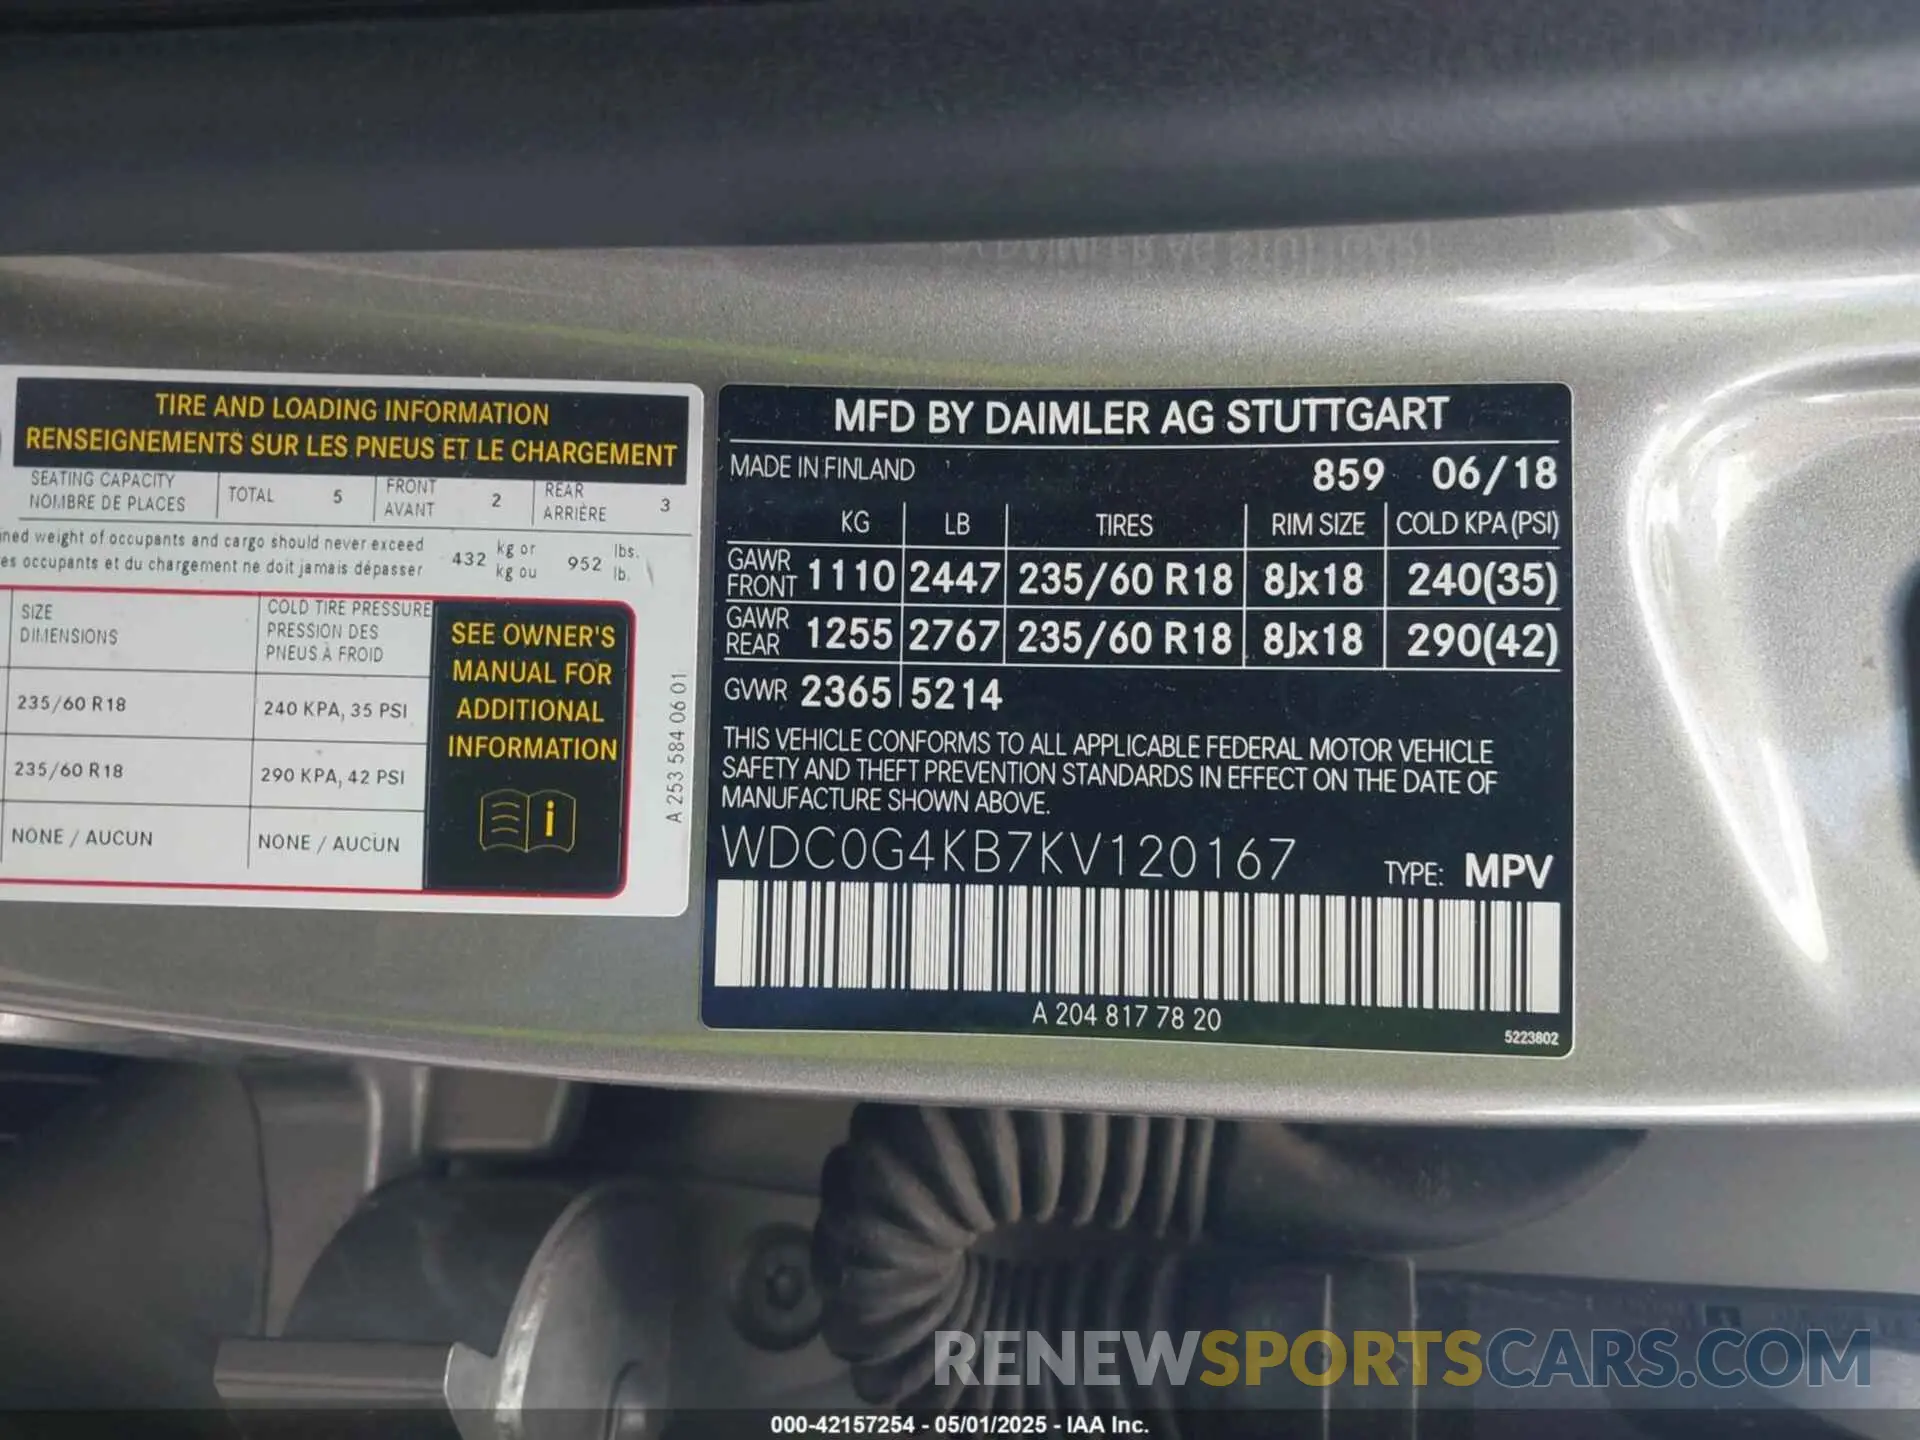 TIRE AND LOADING INFORMATION
RENSEIGNEMENTS SUR LES PNEUS ET LE CHARGEMENT
SEATING CAPACITY
NOMBRE DE PLACES
TOTAL 5
FRONT
AVANT
2
REAR
ARRIÈRE
3
weight of occupants and cargo should never exceed
occupants et du chargement ne doit jamais dépasser
432 kg or
kg ou
952 lbs.
lb.
SIZE
DIMENSIONS
COLD TIRE PRESSURE
PRESSION DES
PNEUS À FROID
235/60 R18 240 KPA, 35 PSI
235/60 R18 290 KPA, 42 PSI
NONE / AUCUN NONE / AUCUN
SEE OWNER'S
MANUAL FOR
ADDITIONAL
INFORMATION
i
A 253 584 06 01
MFD BY DAIMLER AG STUTTGART
MADE IN FINLAND 859 06/18
KG LB TIRES RIM SIZE COLD KPA(PSI)
GAWR
FRONT
1110 2447 235/60 R18 8Jx18 240(35)
GAWR
REAR
1255 2767 235/60 R18 8Jx18 290(42)
GVWR 2365 5214
THIS VEHICLE CONFORMS TO ALL APPLICABLE FEDERAL MOTOR VEHICLE
SAFETY AND THEFT PREVENTION STANDARDS IN EFFECT ON THE DATE OF
MANUFACTURE SHOWN ABOVE.
WDC0G4KB7KV120167 TYPE: MPV
A 204 817 78 20
5223802
RENEWSPORTSCARS.COM
000-42157254 - 05/01/2025 - IAA Inc.